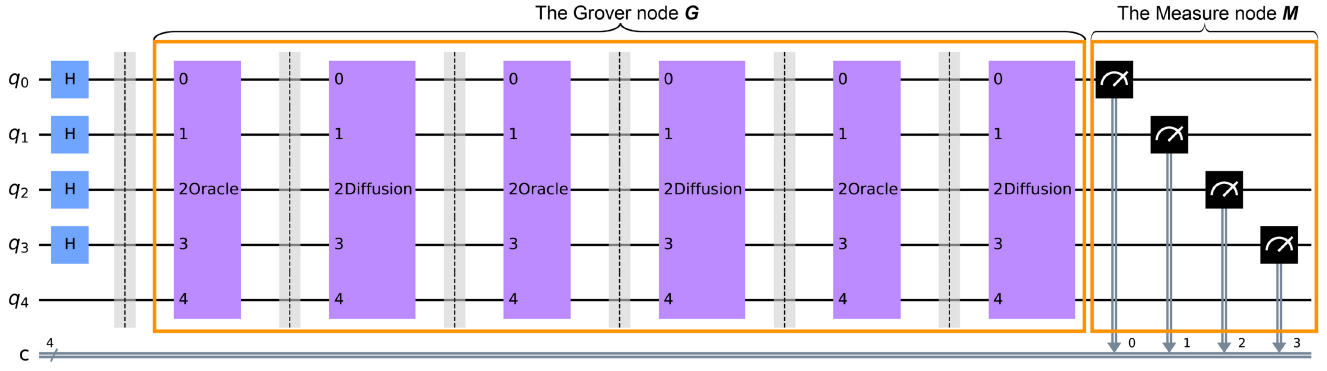 The Grover node G The Measure node M
q0 H 0 0 0 0 0 0
q1 H 1 1 1 1 1 1
q2 H 2Oracle 2Diffusion 2Oracle 2Diffusion 2Oracle 2Diffusion
q3 H 3 3 3 3 3 3
q4 4 4 4 4 4 4
c 4 0 1 2 3